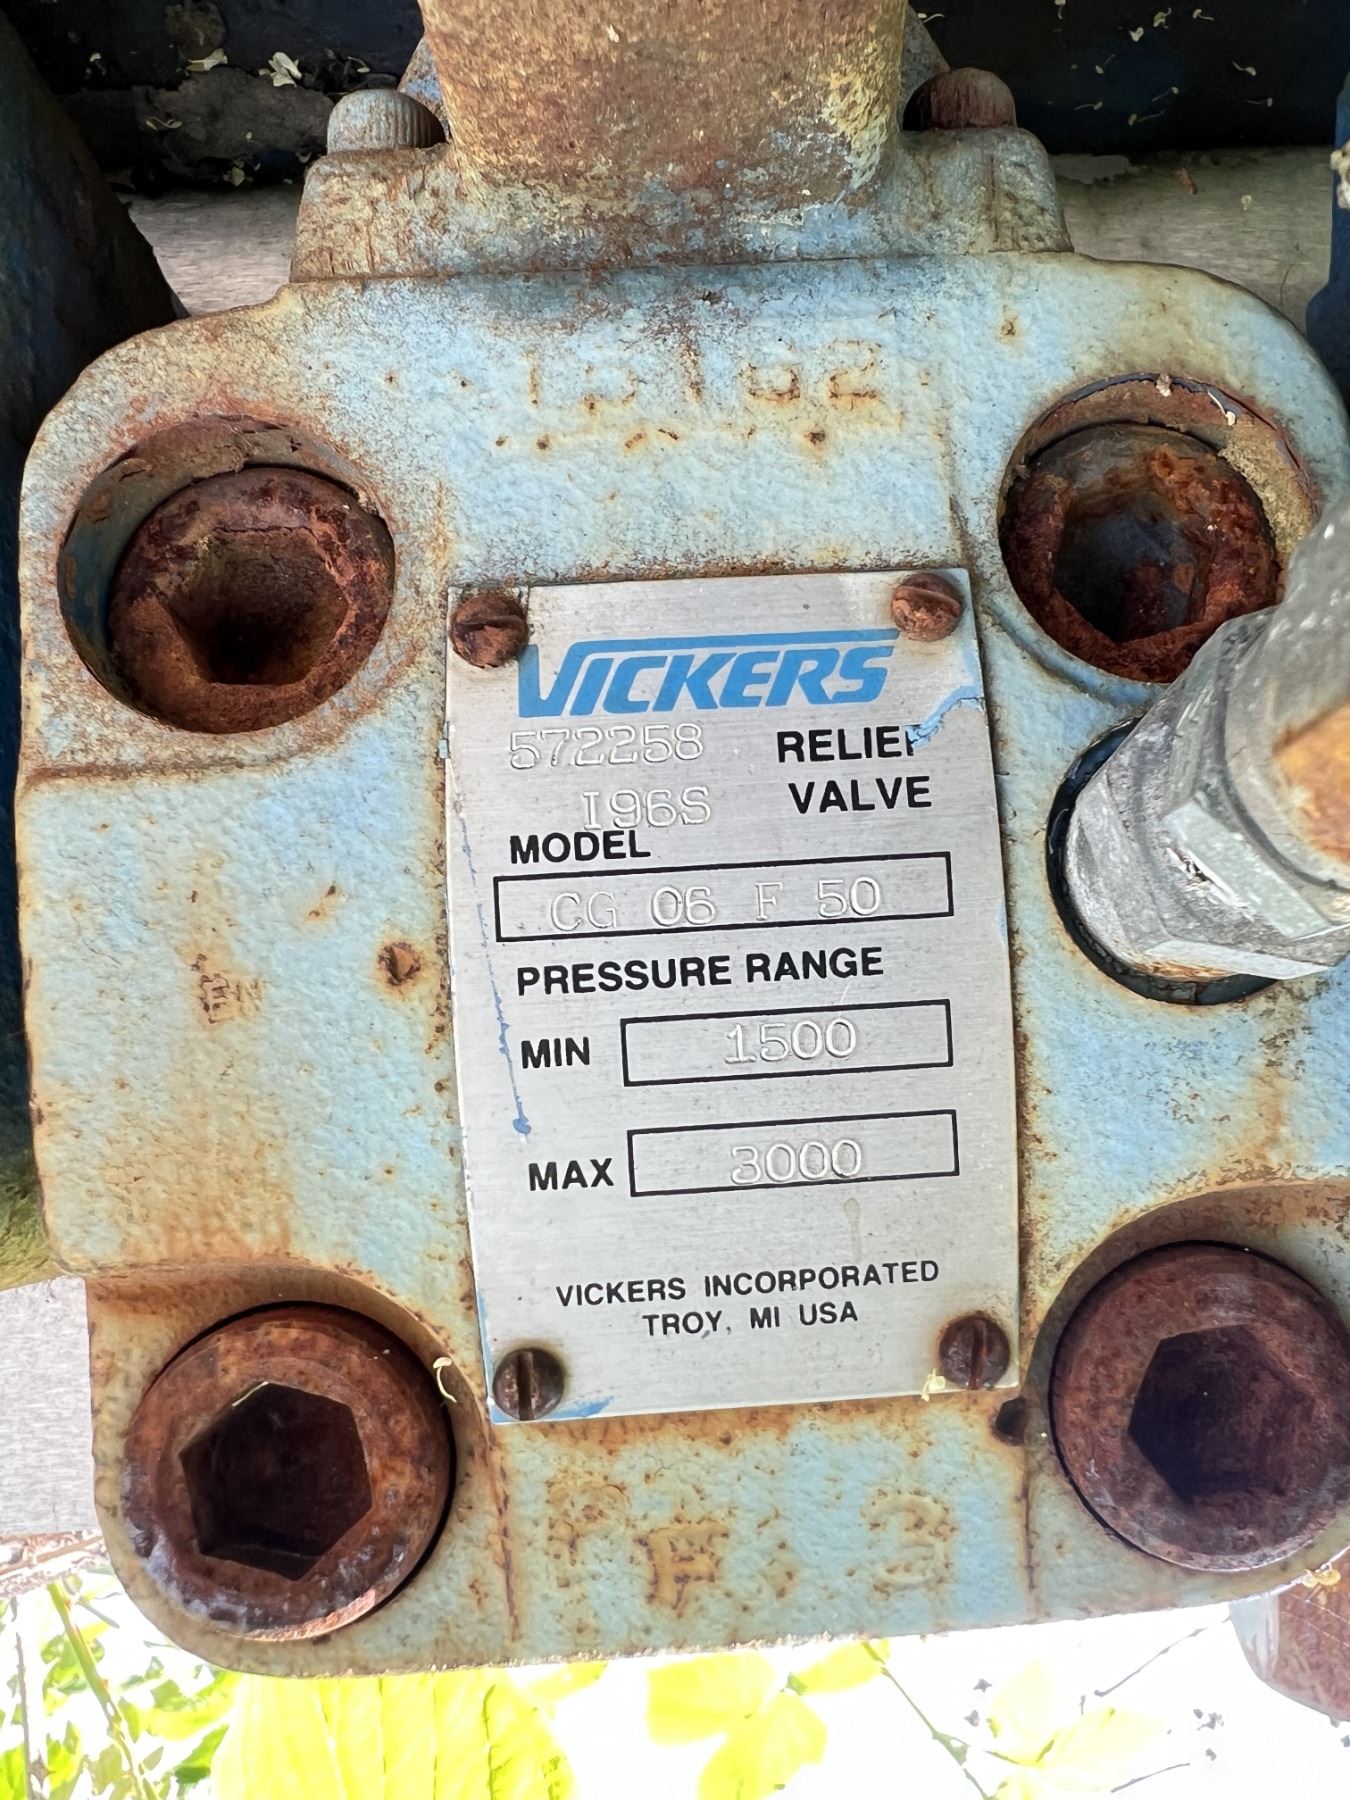 15182
VICKERS
572258 RELIEF
I96S VALVE
MODEL
CG 06 F 50
PRESSURE RANGE
MIN 1500
MAX 3000
VICKERS INCORPORATED
TROY, MI USA